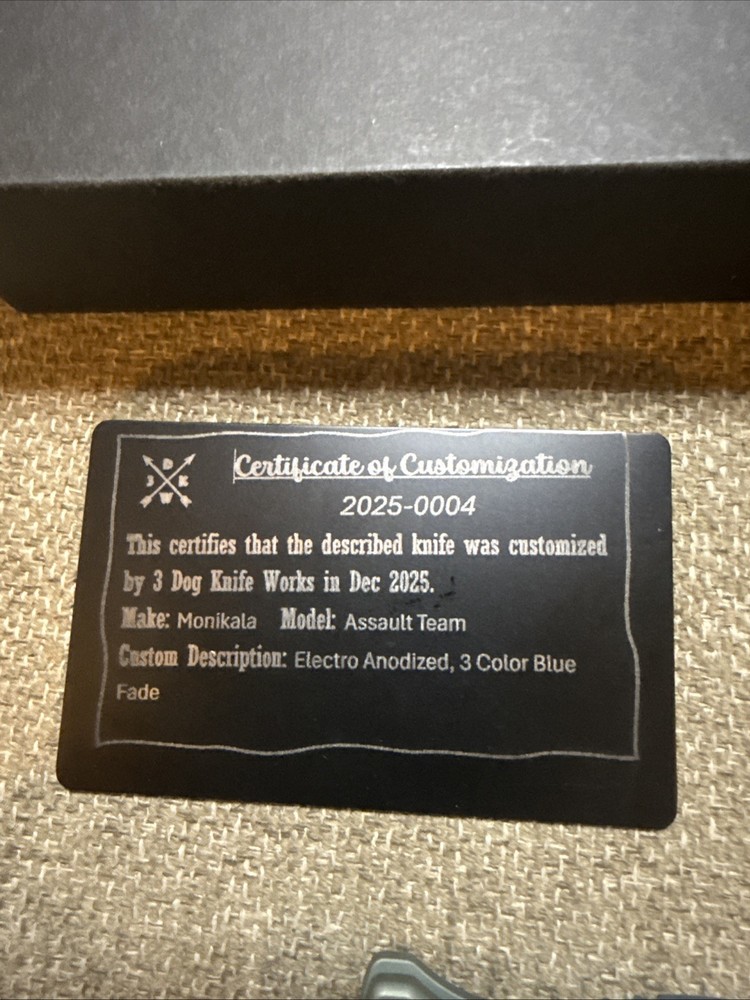 D
3 K
W
Certificate of Customization
2025-0004
This certifies that the described knife was customized
by 3 Dog Knife Works in Dec 2025.
Make: Monikala Model: Assault Team
Custom Description: Electro Anodized, 3 Color Blue
Fade